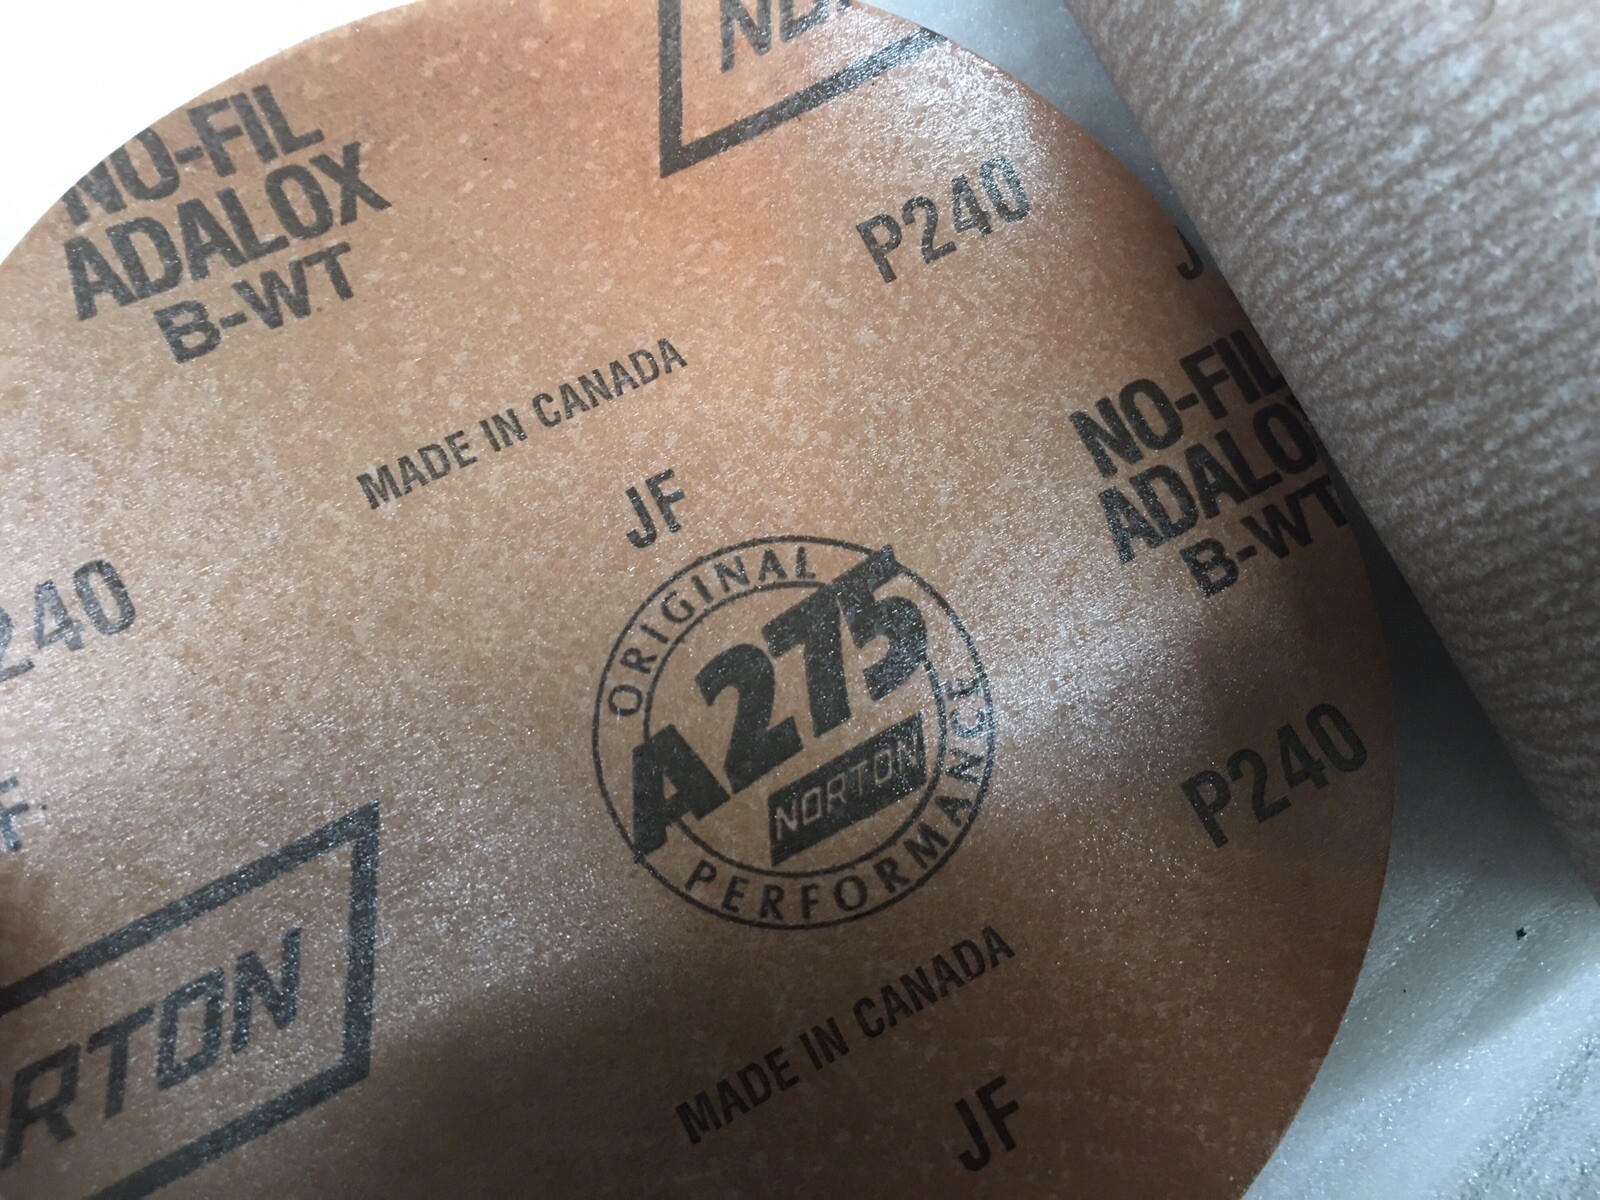 NO-FIL
ADALOX
B-WT
P240
MADE IN CANADA
JF
NO-FIL
ADALOX
B-WT
240
ORIGINAL
A275
NORTON
PERFORMANCE
P240
MADE IN CANADA
JF